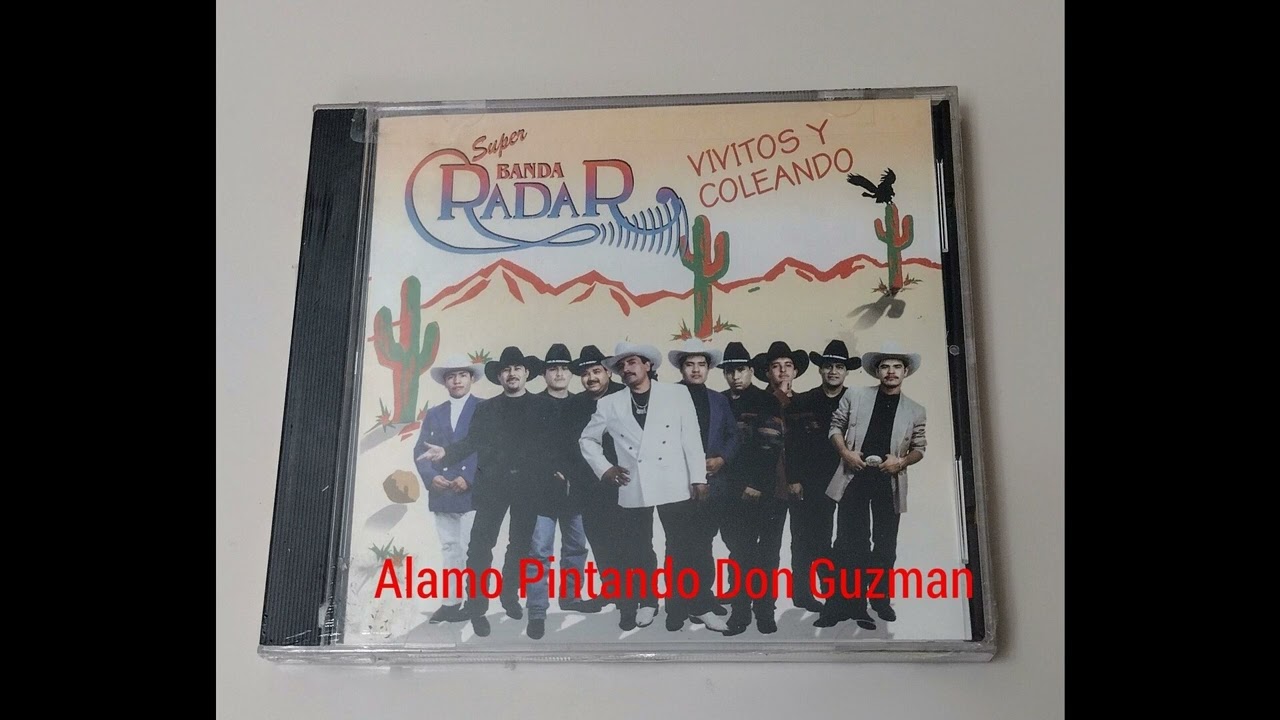 Super
BANDA
RADAR
VIVITOS Y
COLEANDO
Alamo Pintando Don Guzman